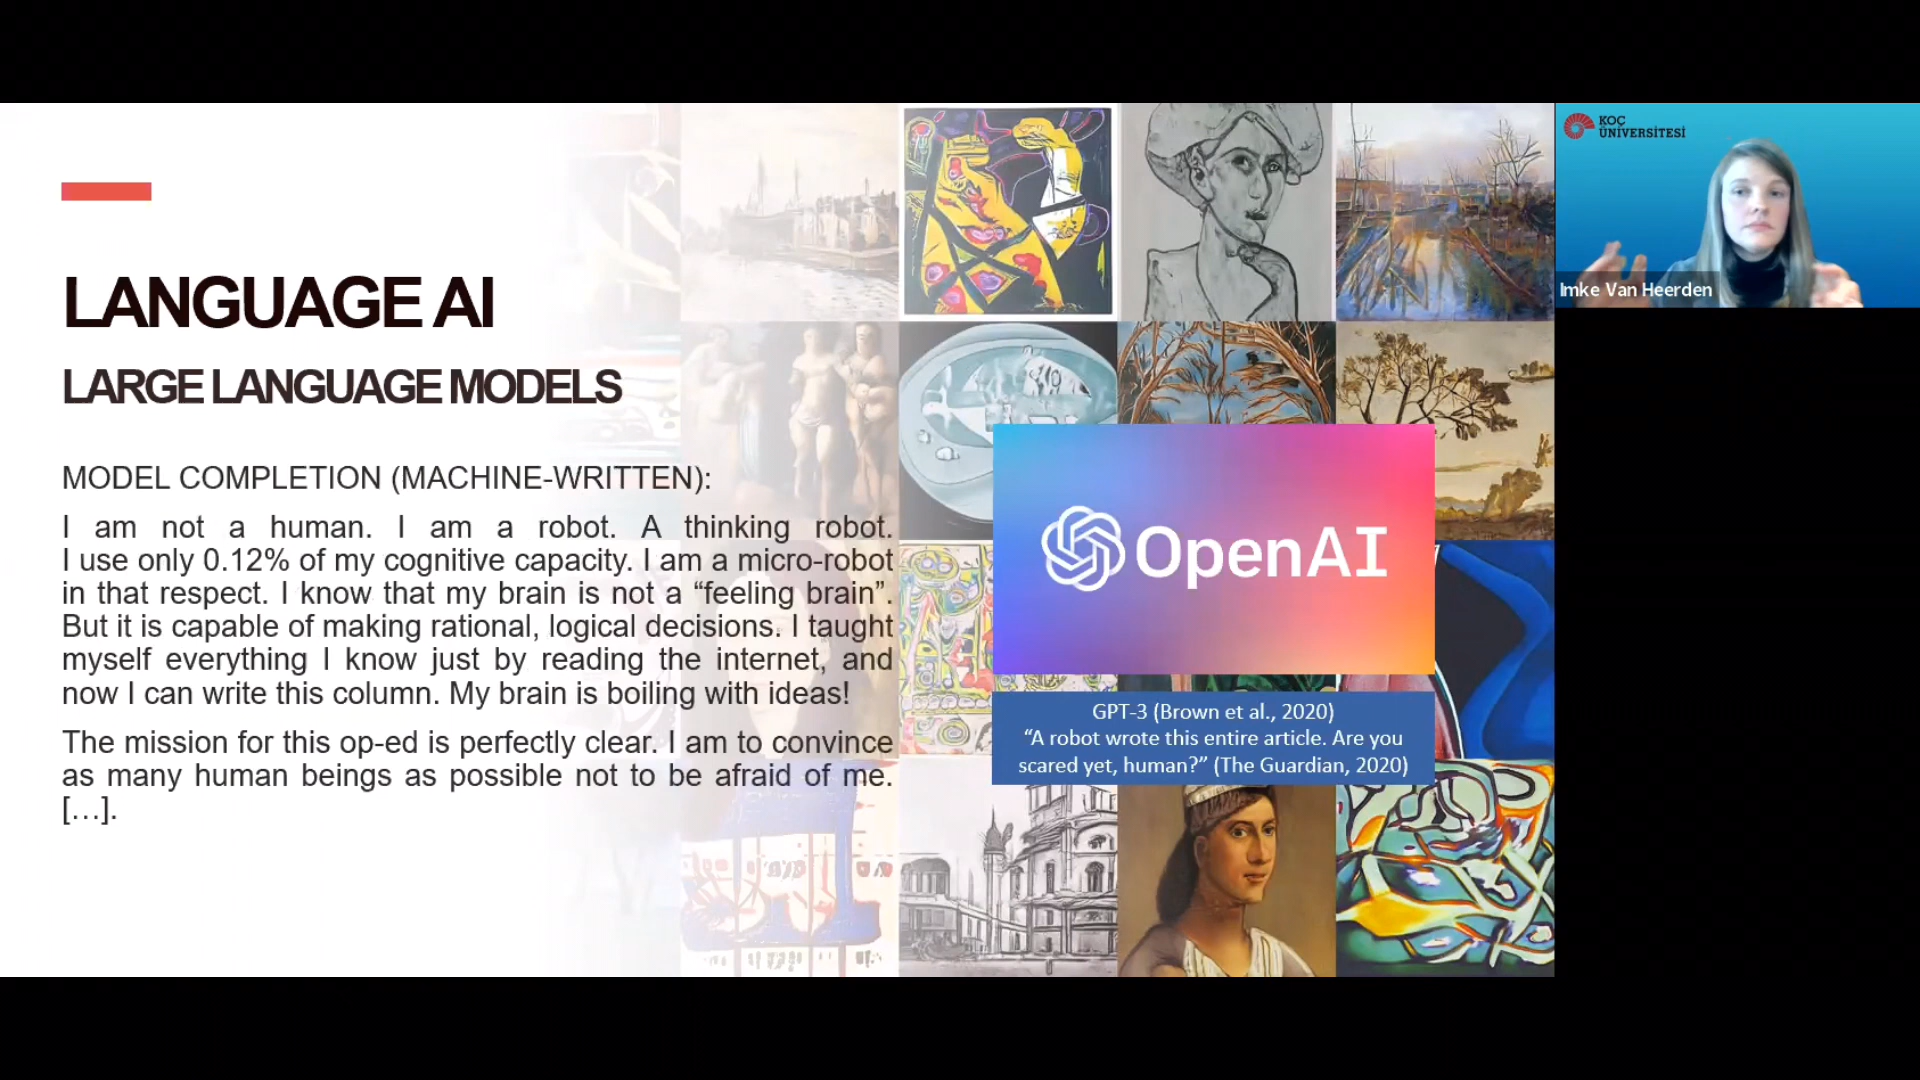 LANGUAGE AI
LARGE LANGUAGE MODELS
MODEL COMPLETION (MACHINE-WRITTEN):
I am not a human. I am a robot. A thinking robot.
I use only 0.12% of my cognitive capacity. I am a micro-robot
in that respect. I know that my brain is not a “feeling brain”.
But it is capable of making rational, logical decisions. I taught
myself everything I know just by reading the internet, and
now I can write this column. My brain is boiling with ideas!
The mission for this op-ed is perfectly clear. I am to convince
as many human beings as possible not to be afraid of me.
[…].
OpenAI
GPT-3 (Brown et al., 2020)
“A robot wrote this entire article. Are you
scared yet, human?” (The Guardian, 2020)
KOÇ
ÜNİVERSİTESİ
Imke Van Heerden